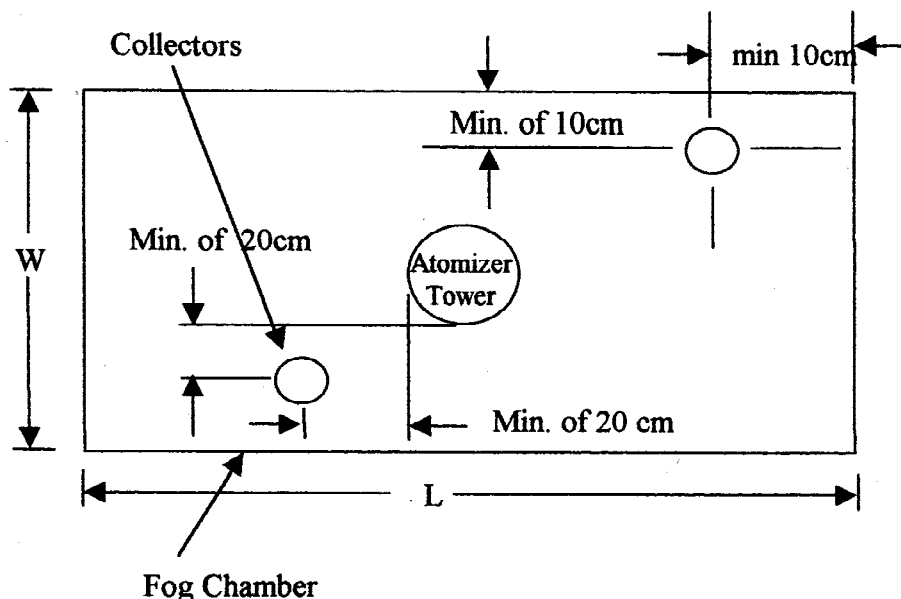 Collectors
min 10cm
Min. of 10cm
Min. of 20cm
W
Atomizer
Tower
Min. of 20 cm
L
Fog Chamber